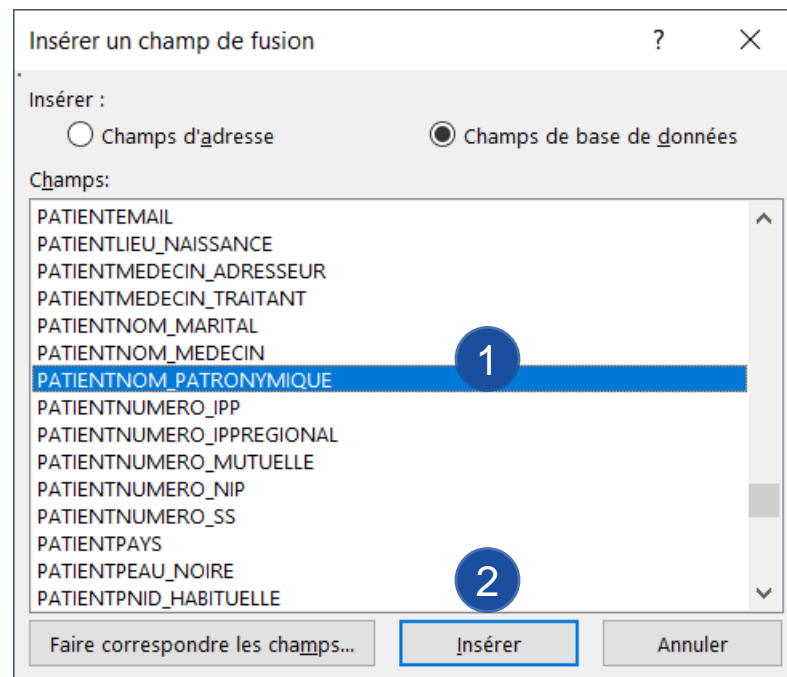 Insérer un champ de fusion ?
Insérer :
Champs d'adresse Champs de base de données
Champs:
PATIENTEMAIL
PATIENTLIEU_NAISSANCE
PATIENTMEDECIN_ADRESSEUR
PATIENTMEDECIN_TRAITANT
PATIENTNOM_MARITAL
PATIENTNOM_MEDECIN
1
PATIENTNOM_PATRONYMIQUE
PATIENTNUMERO_IPP
PATIENTNUMERO_IPPREGIONAL
PATIENTNUMERO_MUTUELLE
PATIENTNUMERO_NIP
PATIENTNUMERO_SS
PATIENTPAYS
PATIENTPEAU_NOIRE
2
PATIENTPNID_HABITUELLE
Faire correspondre les champs... Insérer Annuler